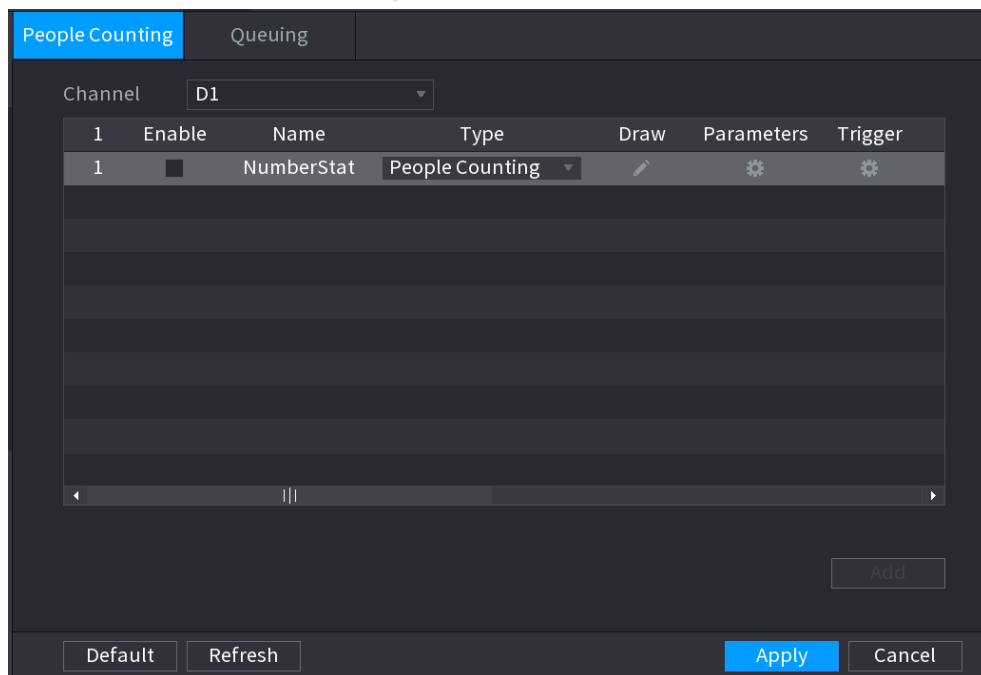 People Counting Queuing
Channel D1
1 Enable Name Type Draw Parameters Trigger
1 NumberStat People Counting
Add
Default Refresh Apply Cancel